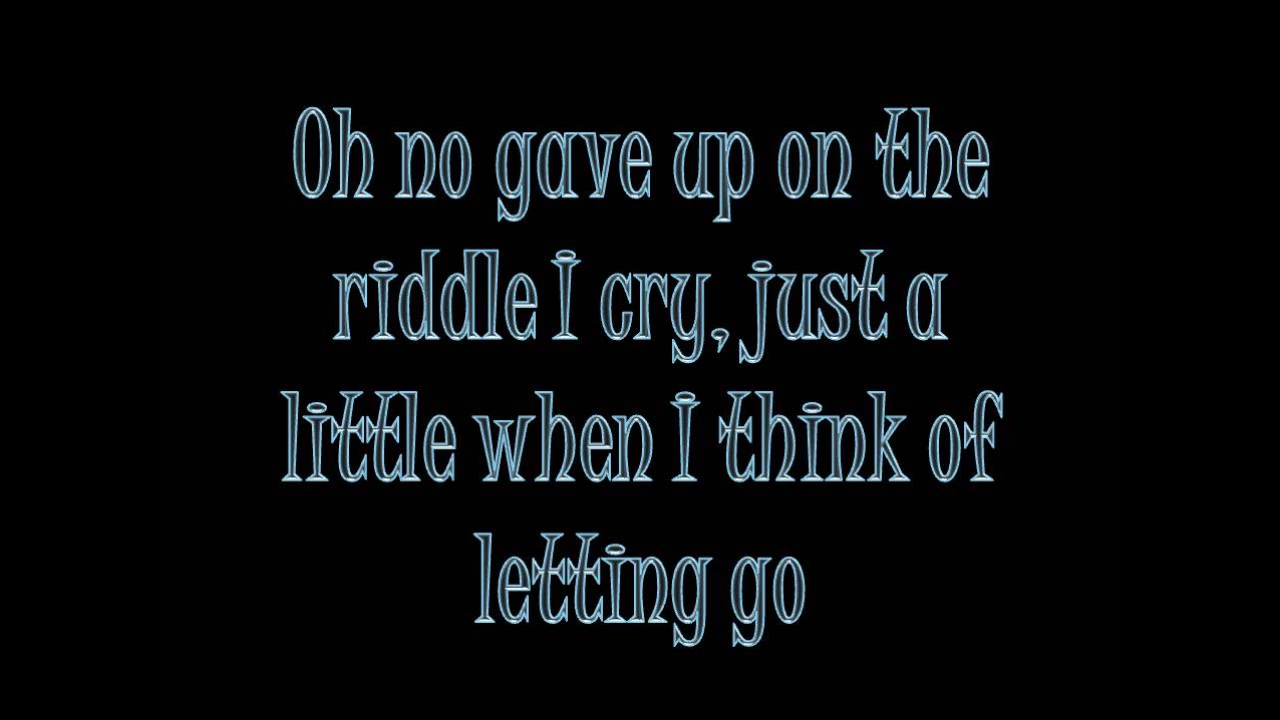 Oh no gave up on the
riddle I cry, just a
little when I think of
letting go